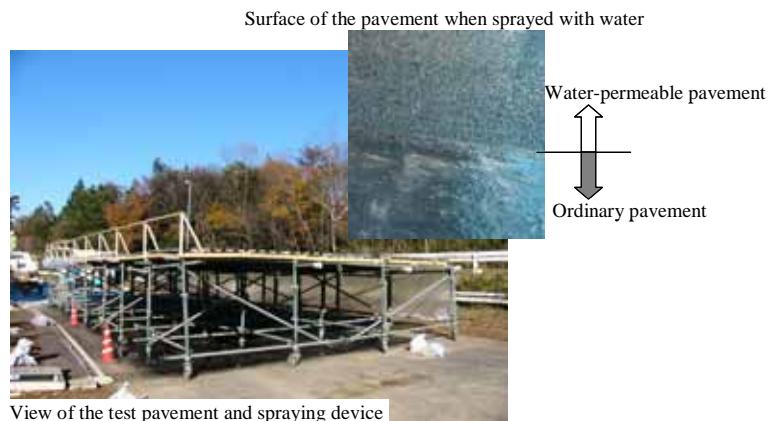 Surface of the pavement when sprayed with water
Water-permeable pavement
Ordinary pavement
View of the test pavement and spraying device